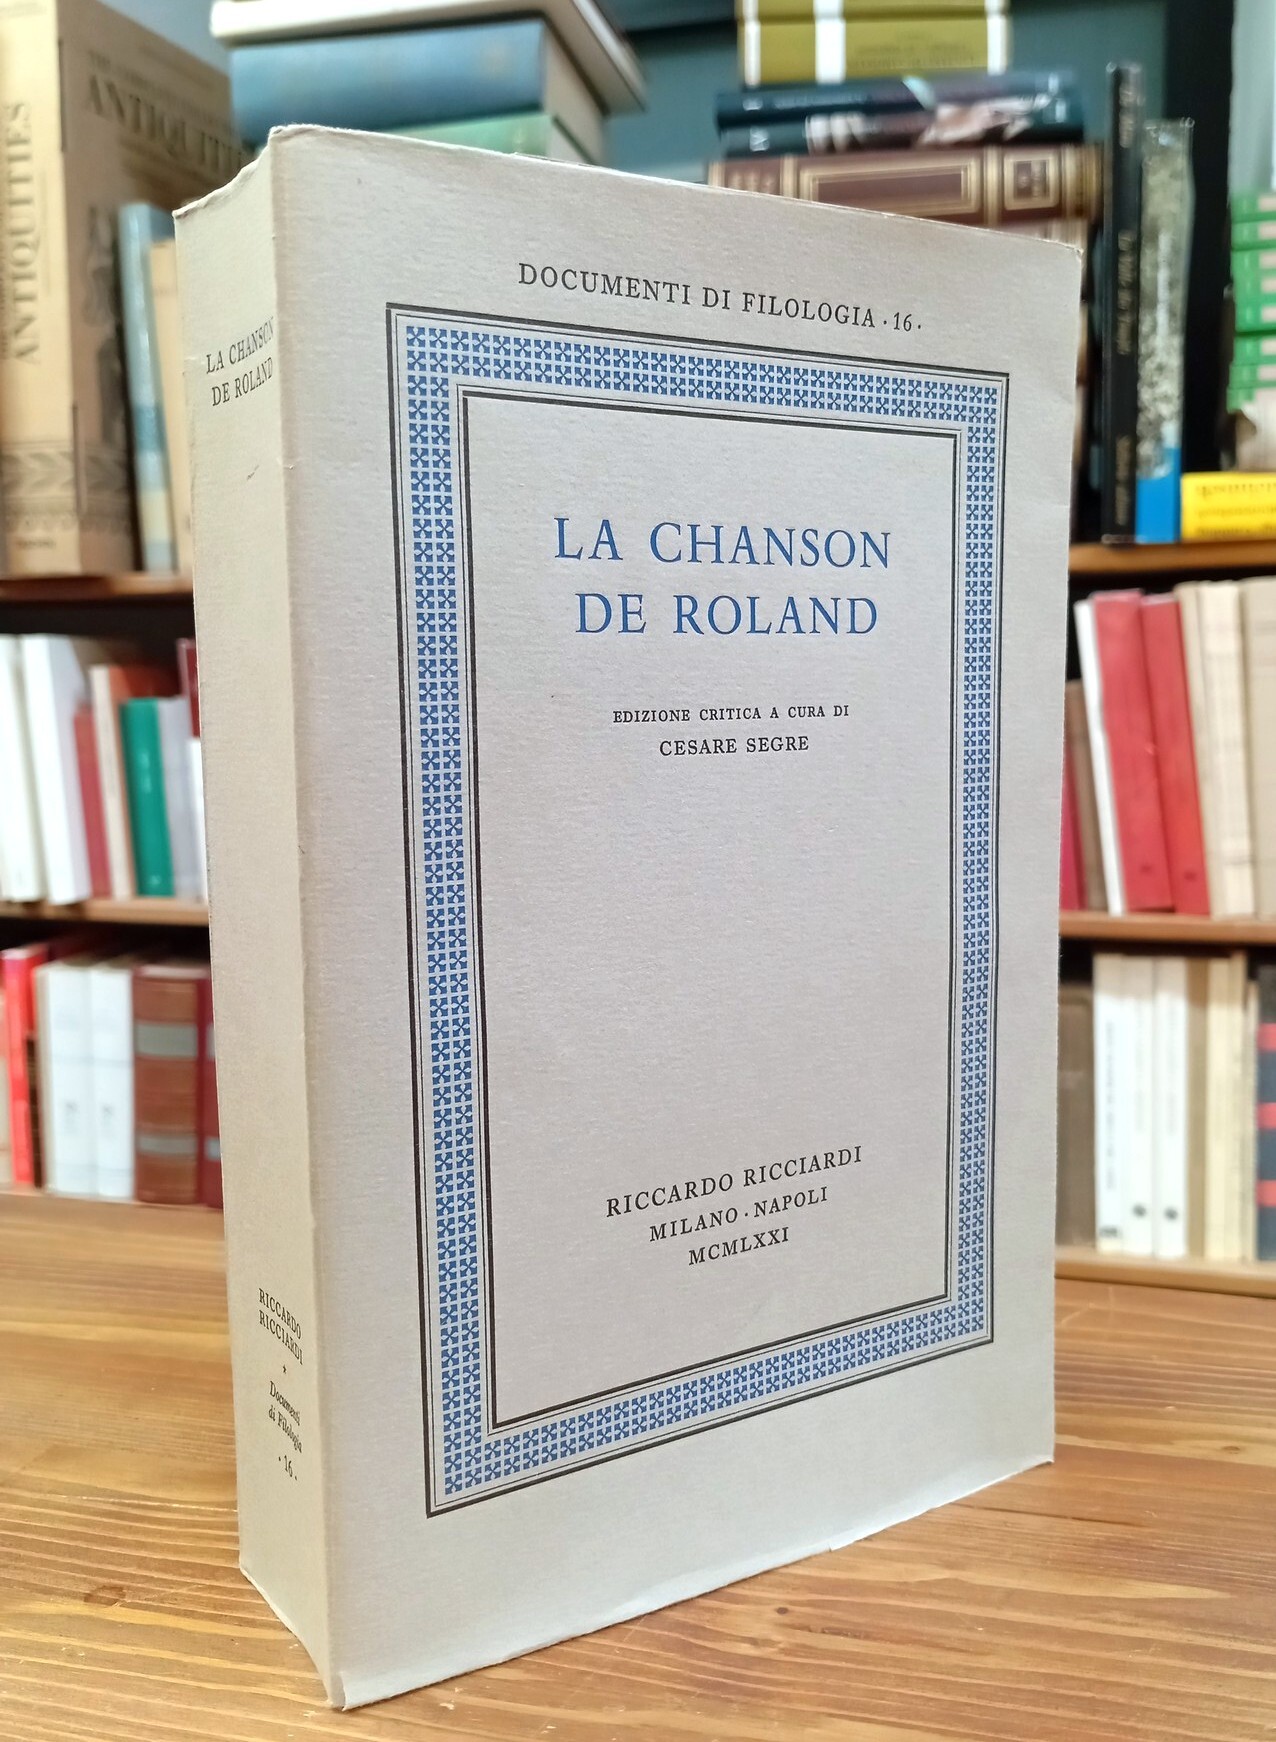 DOCUMENTI DI FILOLOGIA · 16 ·
LA CHANSON
DE ROLAND
EDIZIONE CRITICA A CURA DI
CESARE SEGRE
RICCARDO RICCIARDI
MILANO · NAPOLI
MCMLXXI
LA CHANSON
DE ROLAND
RICCARDO
RICCIARDI
*
Documenti
di Filologia
· 16 ·
ANTIQUITIES
ANTIQUITIES